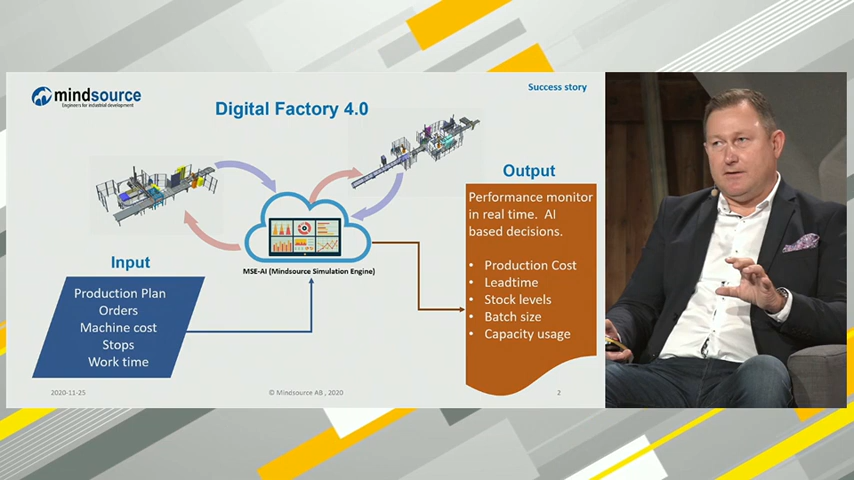 mindsource
Engineers for industrial development
Success story
Digital Factory 4.0
Input
Production Plan
Orders
Machine cost
Stops
Work time
MSE-AI (Mindsource Simulation Engine)
Output
Performance monitor
in real time. AI
based decisions.
• Production Cost
• Leadtime
• Stock levels
• Batch size
• Capacity usage
2020-11-25
© Mindsource AB , 2020
2